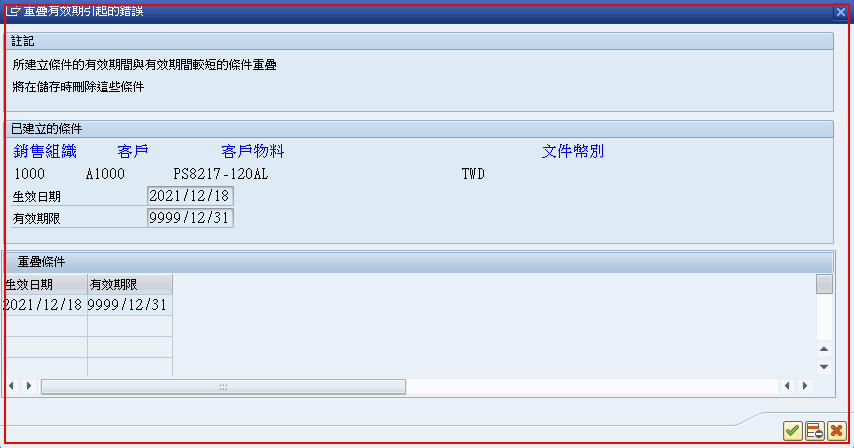 重疊有效期引起的錯誤
註記
所建立條件的有效期間與有效期間較短的條件重疊
將在儲存時刪除這些條件
已建立的條件
銷售組織 客戶 客戶物料 文件幣別
1000 A1000 PS8217-120AL TWD
生效日期 2021/12/18
有效期限 9999/12/31
重疊條件
生效日期 有效期限
2021/12/18 9999/12/31